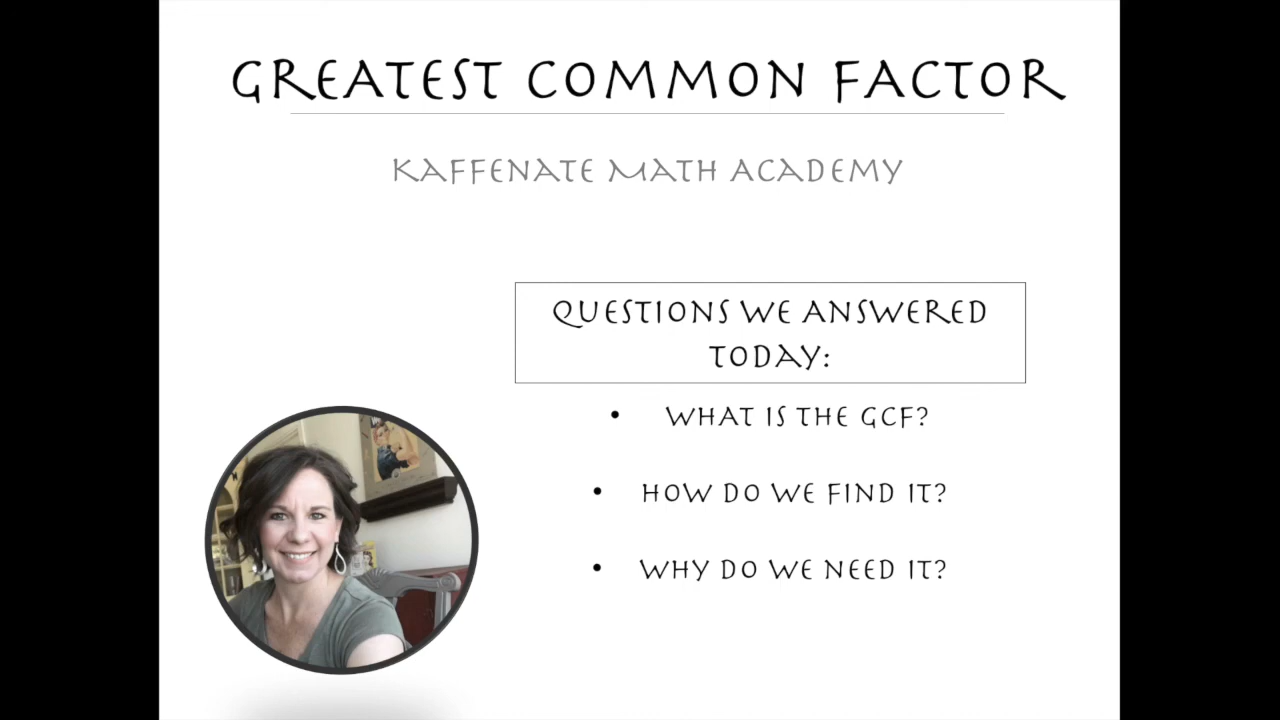 GREATEST COMMON FACTOR
KAFFENATE MATH ACADEMY
QUESTIONS WE ANSWERED
TODAY:
• WHAT IS THE GCF?
• HOW DO WE FIND IT?
• WHY DO WE NEED IT?